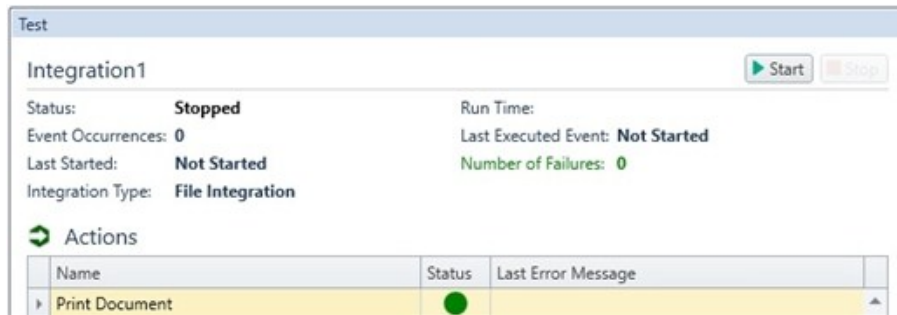 Test
Integration1
Start Stop
Status: Stopped Run Time:
Event Occurrences: 0 Last Executed Event: Not Started
Last Started: Not Started Number of Failures: 0
Integration Type: File Integration
Actions
Name Status Last Error Message
Print Document